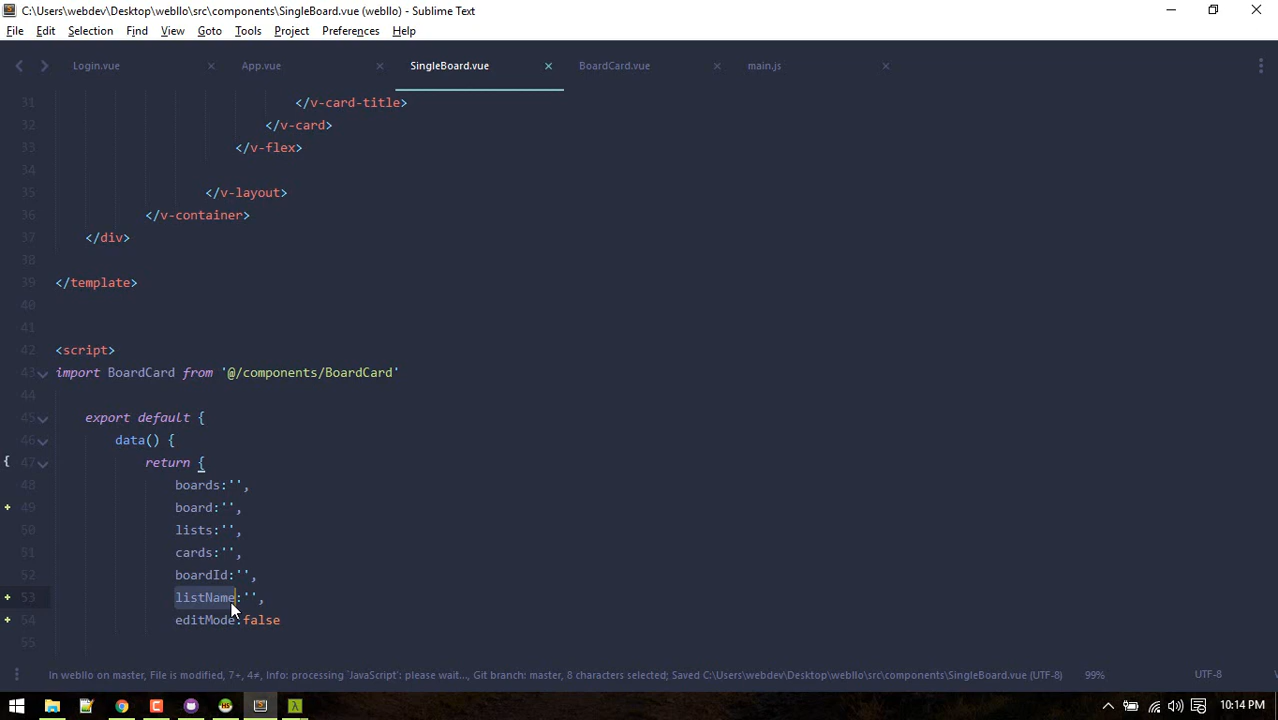 C:\Users\webdev\Desktop\webllo\src\components\SingleBoard.vue (webllo) - Sublime Text
File Edit Selection Find View Goto Tools Project Preferences Help
Login.vue App.vue SingleBoard.vue BoardCard.vue main.js
31 </v-card-title>
32 </v-card>
33 </v-flex>
34
35 </v-layout>
36 </v-container>
37 </div>
38
39 </template>
40
41
42 <script>
43 import BoardCard from '@/components/BoardCard'
44
45 export default {
46 data() {
47 return {
48 boards:'',
49 board:'',
50 lists:'',
51 cards:'',
52 boardId:'',
53 listName:'',
54 editMode:false
55
In webllo on master, File is modified, 7+, 4≠, Info: processing `JavaScript`: please wait…, Git branch: master, 8 characters selected; Saved C:\Users\webdev\Desktop\webllo\src\components\SingleBoard.vue (UTF-8) 99% UTF-8
10:14 PM